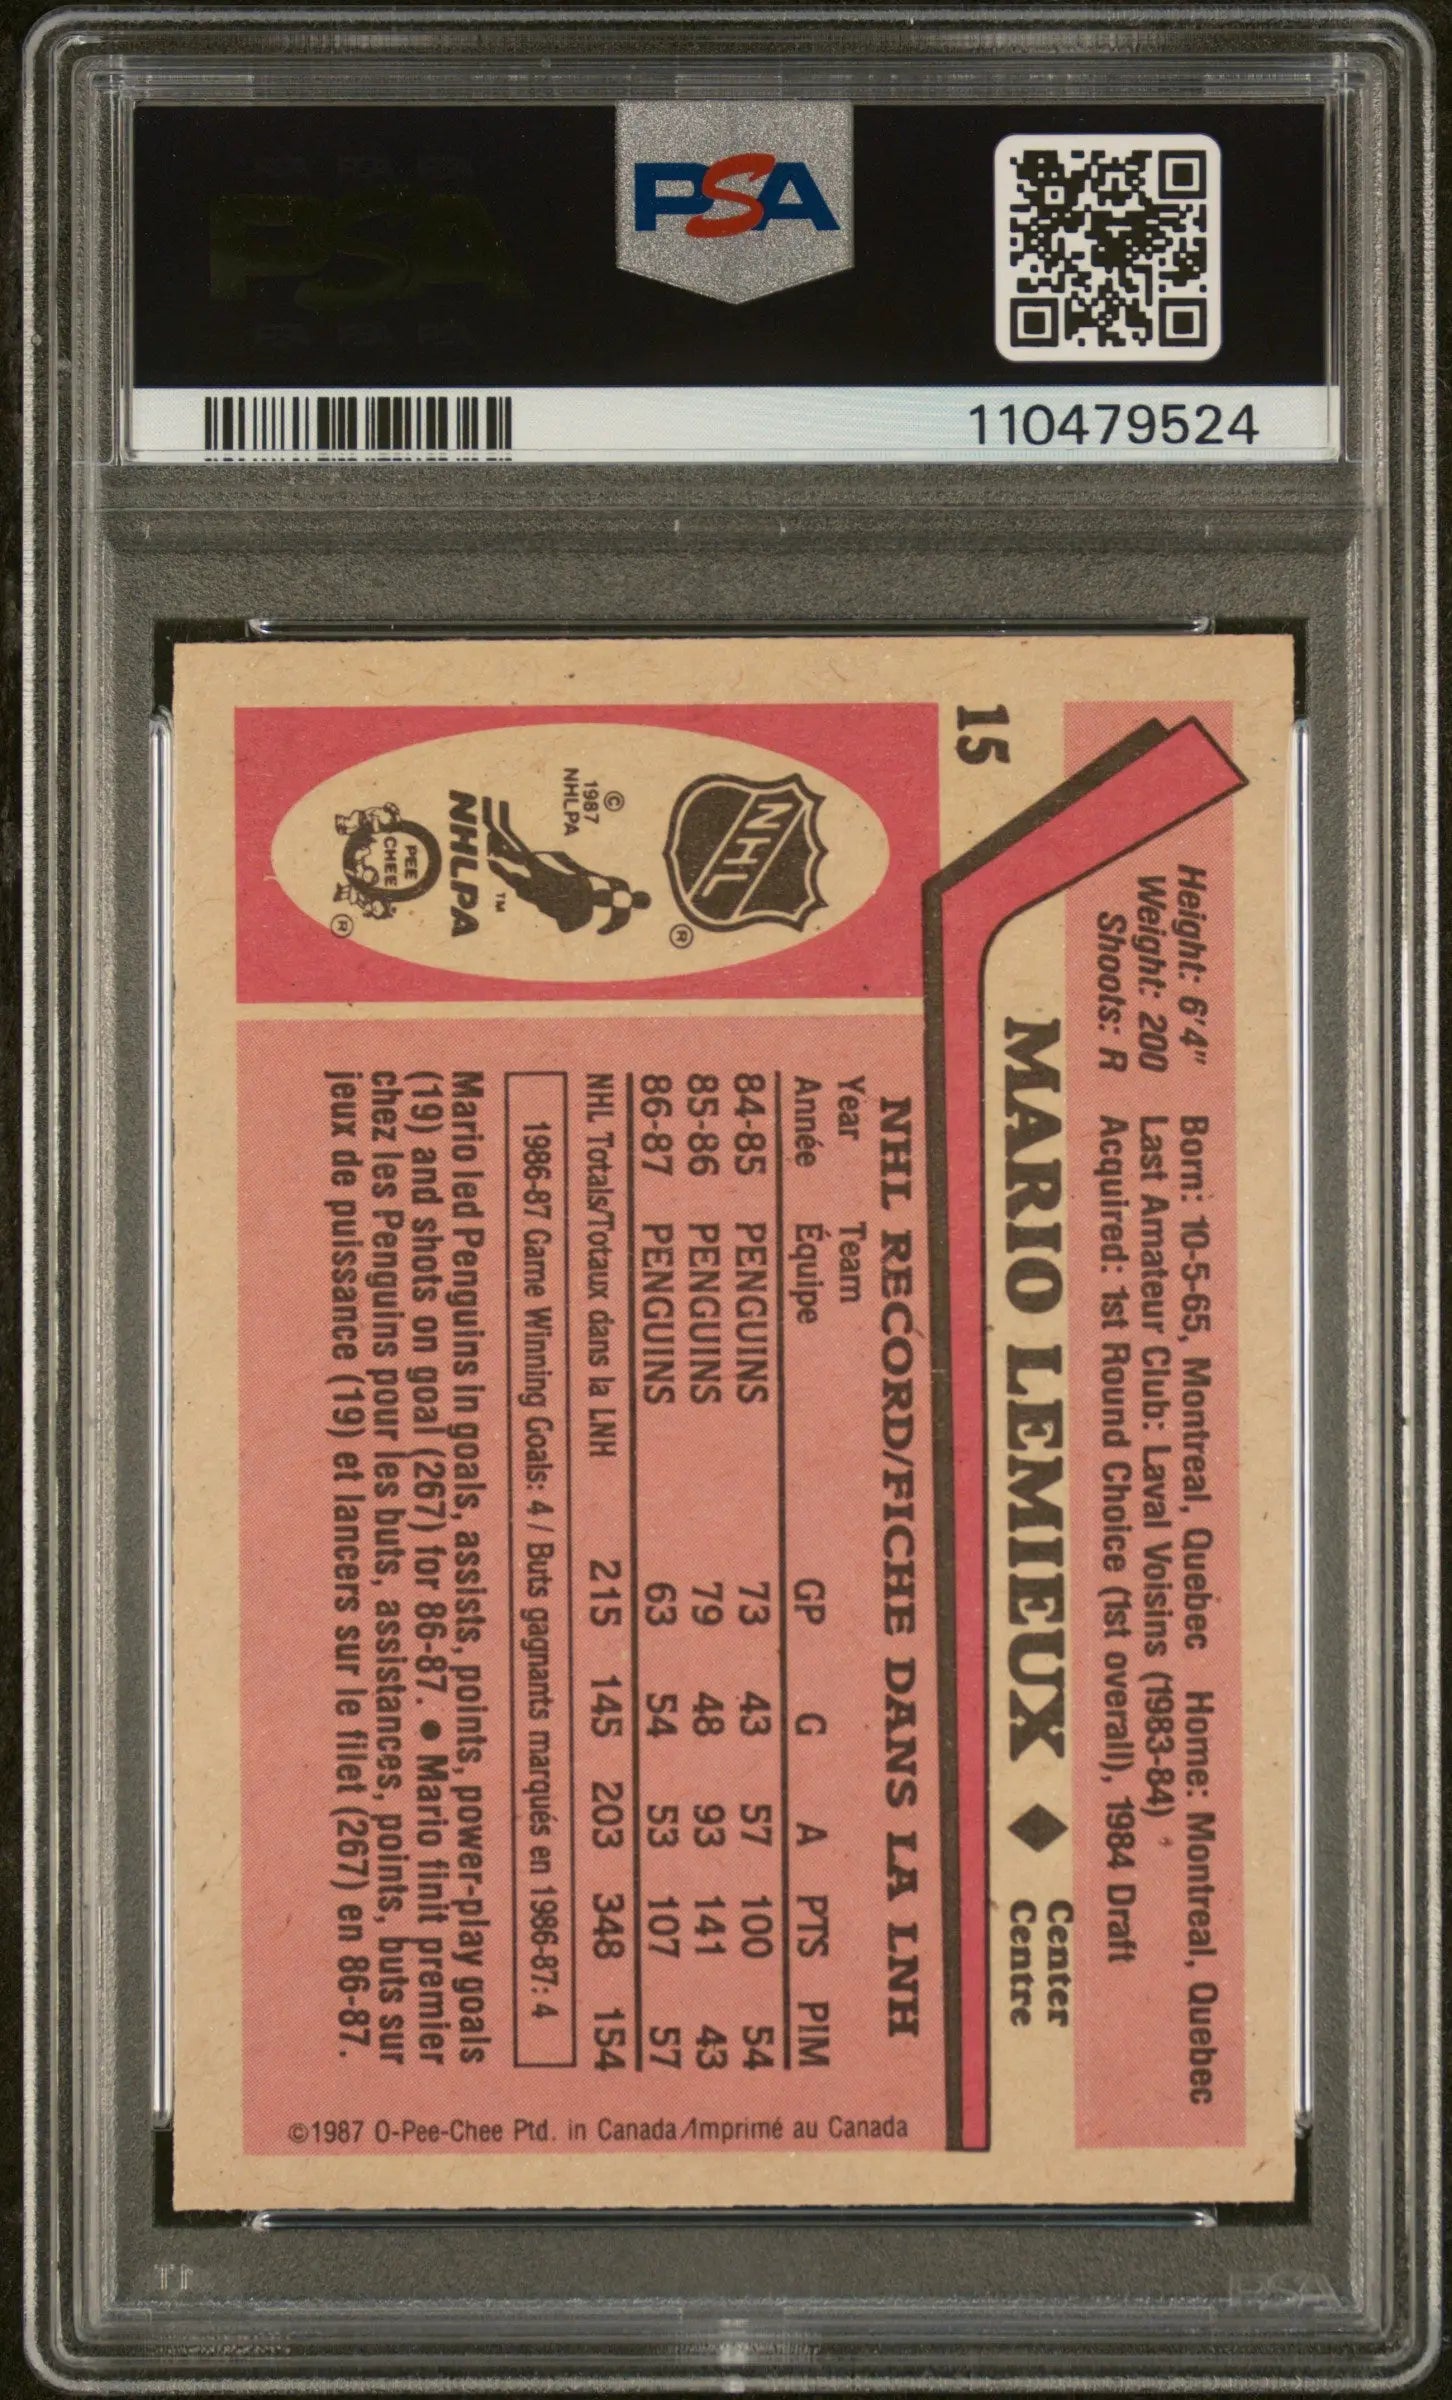 PSA
PSA
110479524
15
Height: 6'4" Born: 10-5-65, Montreal, Quebec Home: Montreal, Quebec
Weight: 200 Last Amateur Club: Laval Voisins (1983-84)
Shoots: R Acquired: 1st Round Choice (1st overall), 1984 Draft
MARIO LEMIEUX ◆ Center
Centre
NHL RECORD/FICHE DANS LA LNH
Year Team
Année Équipe GP G A PTS PIM
84-85 PENGUINS 73 43 57 100 54
85-86 PENGUINS 79 48 93 141 43
86-87 PENGUINS 63 54 53 107 57
NHL Totals/Totaux dans la LNH 215 145 203 348 154
1986-87 Game Winning Goals: 4 / Buts gagnants marqués en 1986-87: 4
Mario led Penguins in goals, assists, points, power-play goals
(19) and shots on goal (267) for 86-87. ● Mario finit premier
chez les Penguins pour les buts, assistances, points, buts sur
jeux de puissance (19) et lancers sur le filet (267) en 86-87.
NHL
®
©
1987
NHLPA
TM
NHLPA
PEE
CHEE
®
©1987 O-Pee-Chee Ptd. in Canada/Imprimé au Canada
PSA